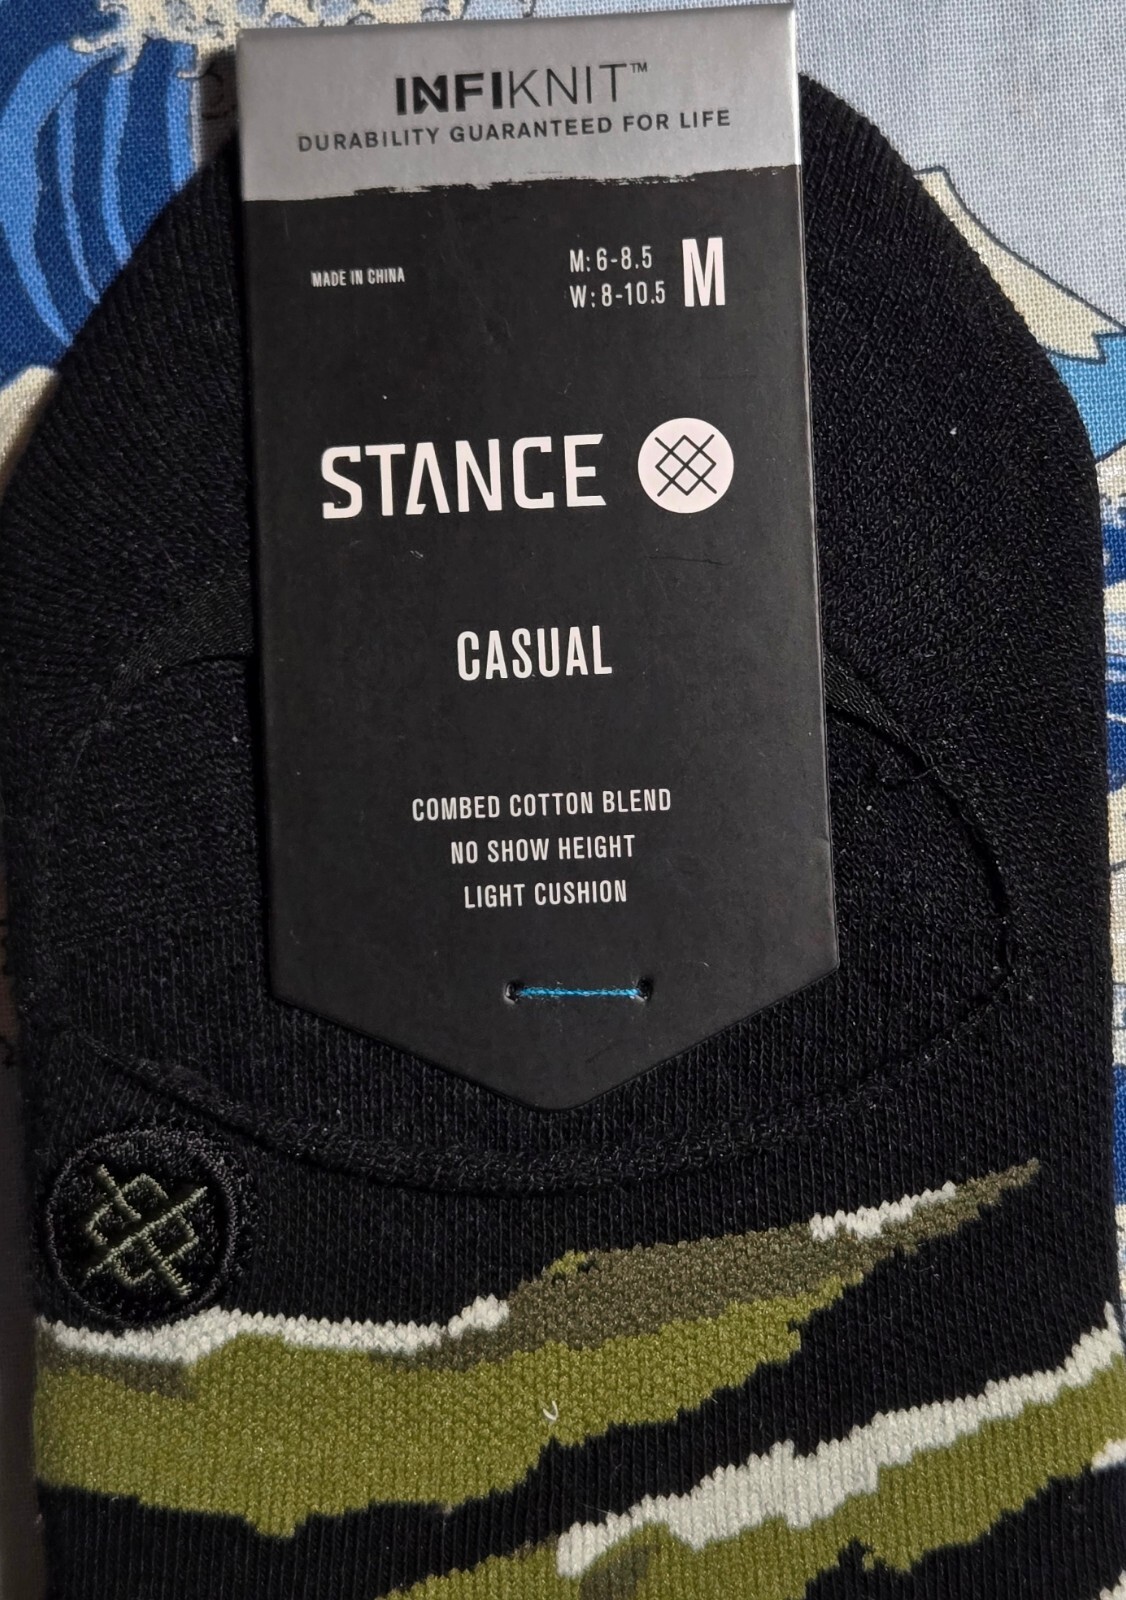 INFIKNIT™
DURABILITY GUARANTEED FOR LIFE
MADE IN CHINA
M: 6-8.5
W: 8-10.5
M
STANCE
CASUAL
COMBED COTTON BLEND
NO SHOW HEIGHT
LIGHT CUSHION